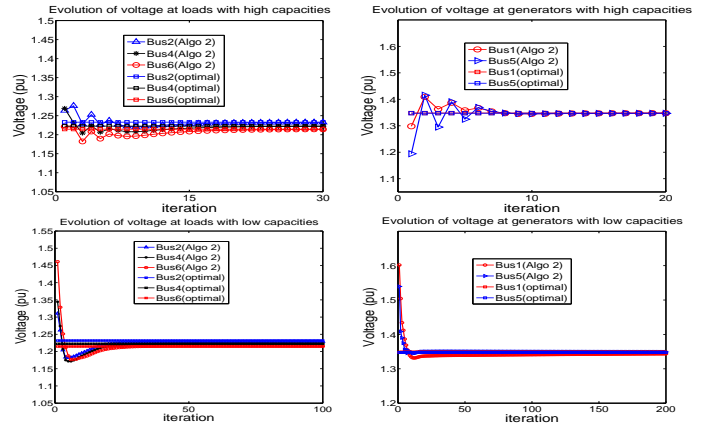 Evolution of voltage at loads with high capacities
1.5
1.45
1.4
1.35
1.3
1.25
1.2
1.15
1.1
1.05
Voltage (pu)
Bus2(Algo 2)
Bus4(Algo 2)
Bus6(Algo 2)
Bus2(optimal)
Bus4(optimal)
Bus6(optimal)
0
15
30
iteration
Evolution of voltage at generators with high capacities
1.6
1.5
1.4
1.3
1.2
1.1
Voltage (pu)
Bus1(Algo 2)
Bus5(Algo 2)
Bus1(optimal)
Bus5(optimal)
0
10
20
iteration
Evolution of voltage at loads with low capacities
1.55
1.5
1.45
1.4
1.35
1.3
1.25
1.2
1.15
1.1
1.05
Voltage (pu)
Bus2(Algo 2)
Bus4(Algo 2)
Bus6(Algo 2)
Bus2(optimal)
Bus4(optimal)
Bus6(optimal)
0
50
100
iteration
Evolution of voltage at generators with low capacities
1.7
1.6
1.5
1.4
1.3
1.2
Voltage (pu)
Bus1(Algo 2)
Bus5(Algo 2)
Bus1(optimal)
Bus5(optimal)
0
50
100
150
200
iteration